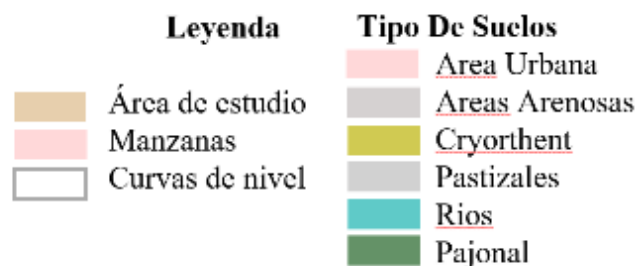 Leyenda
Área de estudio
Manzanas
Curvas de nivel
Tipo De Suelos
Area Urbana
Areas Arenosas
Cryorthent
Pastizales
Rios
Pajonal